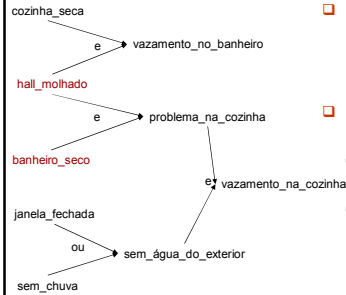 cozinha_seca
e
vazamento_no_banheiro
hall_molhado
e
problema_na_cozinha
banheiro_seco
e
vazamento_na_cozinha
janela_fechada
ou
sem_água_do_exterior
sem_chuva